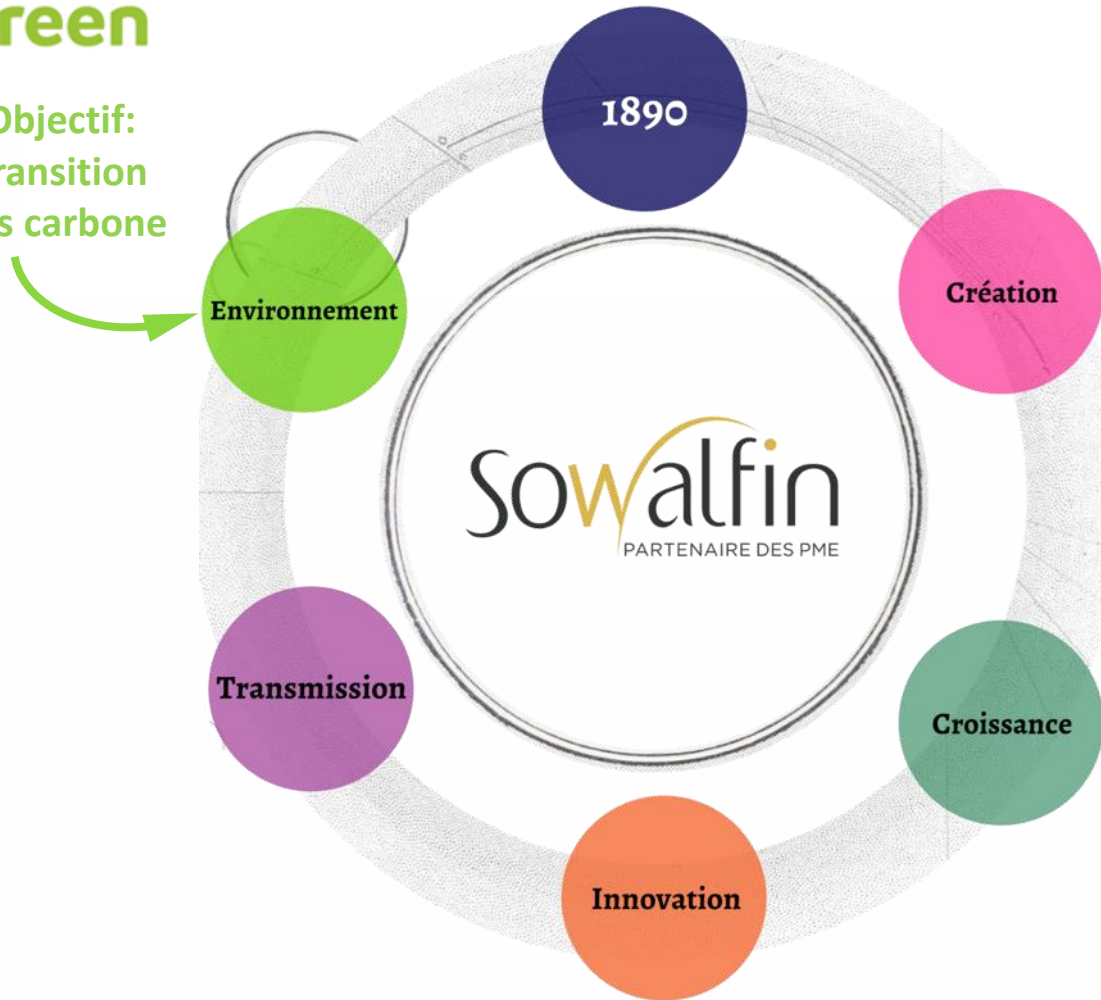 reen
Objectif:
ransition
s carbone
1890
Création
Environnement
Sowalfin
PARTENAIRE DES PME
Transmission
Croissance
Innovation